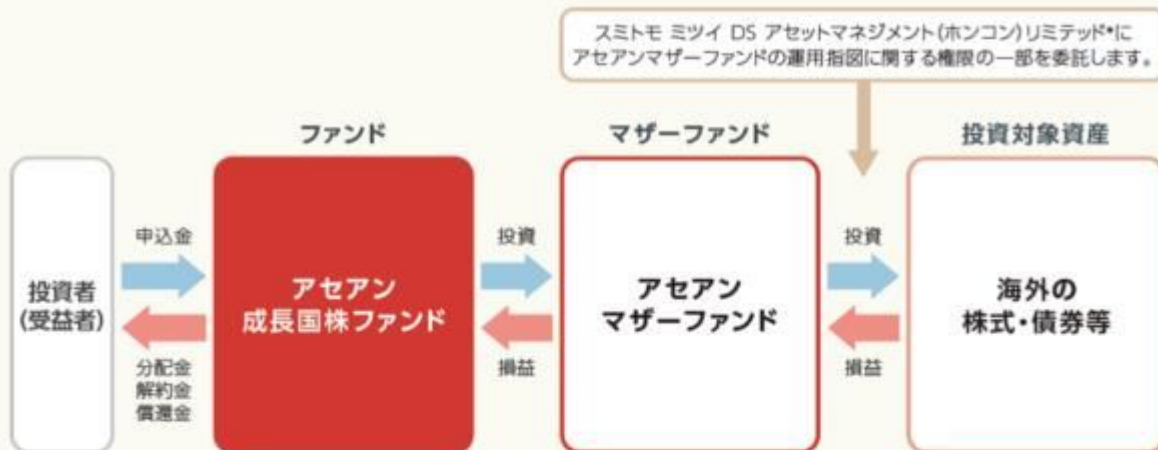 スミトモ ミツイ DS アセットマネジメント(ホンコン)リミテッド*に
アセアンマザーファンドの運用指図に関する権限の一部を委託します。
ファンド
マザーファンド
投資対象資産
投資者
(受益者)
申込金
分配金
解約金
償還金
アセアン
成長国株ファンド
投資
損益
アセアン
マザーファンド
投資
損益
海外の
株式・債券等